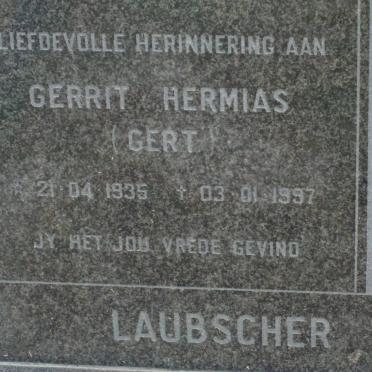 LIEFDEVOLLE HERINNERING AAN
GERRIT HERMIAS
(GERT)
* 21 04 1935 † 03 01 1997
JY HET JOU VREDE GEVIND
LAUBSCHER